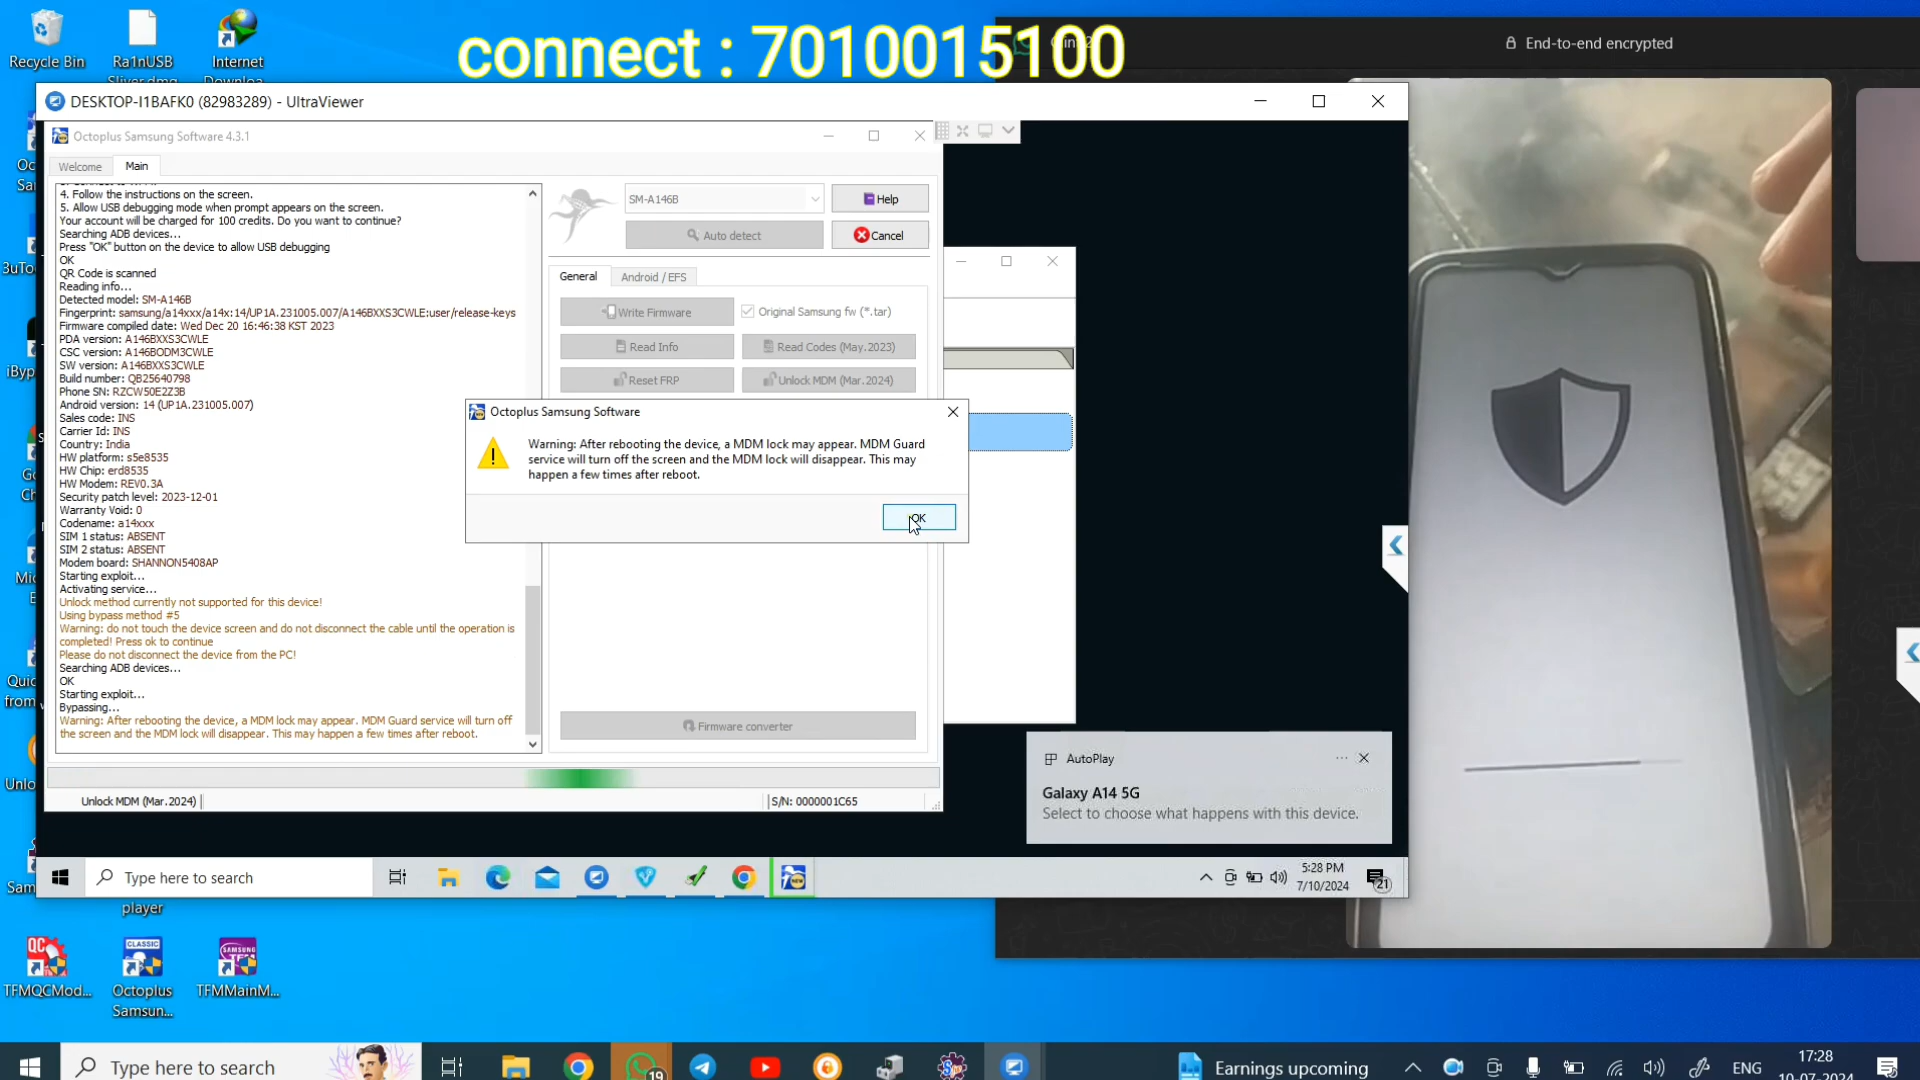 connect : 7010015100
Recycle Bin
Ra1nUSB
Internet
End-to-end encrypted
DESKTOP-I1BAFK0 (82983289) - UltraViewer
Octoplus Samsung Software 4.3.1
Welcome
Main
4. Follow the instructions on the screen.
5. Allow USB debugging mode when prompt appears on the screen.
Your account will be charged for 100 credits. Do you want to continue?
Searching ADB devices...
Press "OK" button on the device to allow USB debugging
OK
QR Code is scanned
Reading info...
Detected model: SM-A146B
Fingerprint: samsung/a14xxx/a14x:14/UP1A.231005.007/A146BXXS3CWLE:user/release-keys
Firmware compiled date: Wed Dec 20 16:46:38 KST 2023
PDA version: A146BXXS3CWLE
CSC version: A146BODM3CWLE
SW version: A146BXXS3CWLE
Build number: QB25640798
Phone SN: RZCW50E2Z3B
Android version: 14 (UP1A.231005.007)
Sales code: INS
Carrier Id: INS
Country: India
HW platform: s5e8535
HW Chip: erd8535
HW Modem: REV0.3A
Security patch level: 2023-12-01
Warranty Void: 0
Codename: a14xxx
SIM 1 status: ABSENT
SIM 2 status: ABSENT
Modem board: SHANNON5408AP
Starting exploit...
Activating service...
Unlock method currently not supported for this device!
Using bypass method #5
Warning: do not touch the device screen and do not disconnect the cable until the operation is
completed! Press ok to continue
Please do not disconnect the device from the PC!
Searching ADB devices...
OK
Starting exploit...
Bypassing...
Warning: After rebooting the device, a MDM lock may appear. MDM Guard service will turn off
the screen and the MDM lock will disappear. This may happen a few times after reboot.
SM-A146B
Help
Auto detect
Cancel
General
Android / EFS
Write Firmware
Original Samsung fw (*.tar)
Read Info
Read Codes (May.2023)
Reset FRP
Unlock MDM (Mar.2024)
Octoplus Samsung Software
Warning: After rebooting the device, a MDM lock may appear. MDM Guard
service will turn off the screen and the MDM lock will disappear. This may
happen a few times after reboot.
OK
Firmware converter
Unlock MDM (Mar.2024)
S/N: 0000001C65
AutoPlay
Galaxy A14 5G
Select to choose what happens with this device.
Type here to search
5:28 PM
7/10/2024
21
player
CLASSIC
SAMSUNG
TFMQCMod...
Octoplus
Samsun...
TFMMainM...
Type here to search
19
Earnings upcoming
ENG
17:28